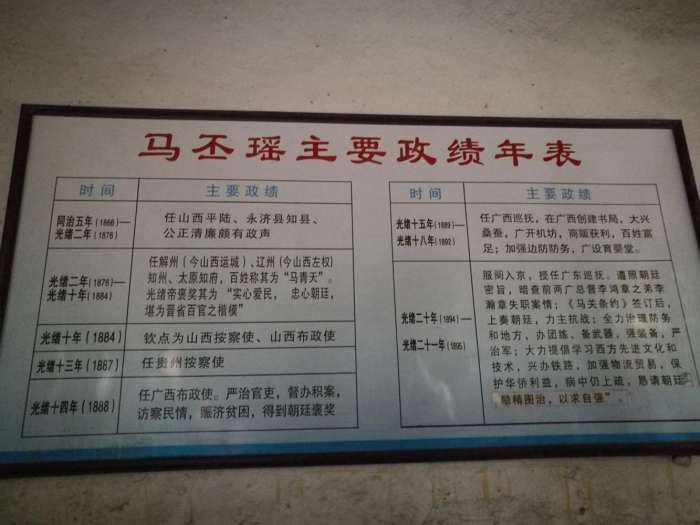 马丕瑶主要政绩年表
时间
主要政绩
同治五年(1866)—
光绪二年(1876)
任山西平陆、永济县知县、
公正清廉颇有政声
光绪二年(1876)—
光绪十年(1884)
任解州(今山西运城)、辽州(今山西左权)
知州、太原知府,百姓称其为“马青天”。
光绪帝褒奖其为“实心爱民, 忠心朝廷,
堪为晋省百官之楷模”
光绪十年(1884)
钦点为山西按察使、山西布政使
光绪十三年(1887)
任贵州按察使
光绪十四年(1888)
任广西布政使。严治官吏,督办积案,
访察民情,赈济贫困,得到朝廷褒奖
时间
主要政绩
光绪十五年(1889)—
光绪十八年(1892)
任广西巡抚,在广西创建书局,大兴
桑蚕,广开机坊,商贩获利,百姓富
足;加强边防防务,广设育婴堂。
光绪二十年(1894)—
光绪二十一年(1895)
服阕入京,授任广东巡抚。遵照朝廷
密旨,暗查前两广总督李鸿章之弟李
瀚章失职案情;《马关条约》签订后,
上奏朝廷,力主抗战;全力治理防务
和地方,办团练,备武器,强装备,严
治军;大力提倡学习西方先进文化和
技术,兴办铁路,加强物流贸易,保
护华侨利益,病中仍上疏,恳请朝廷
“励精图治,以求自强”。